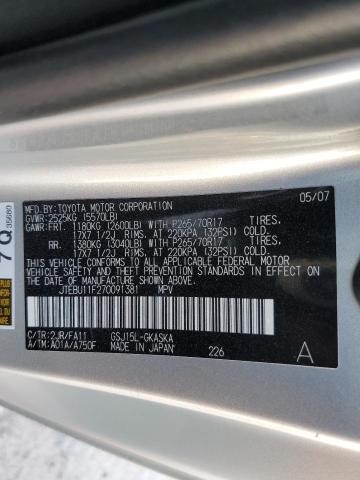 MFD. BY: TOYOTA MOTOR CORPORATION 05/07
GVWR: 2525KG (5570LB)
GAWR: FRT. 1180KG (2600LB) WITH P265/70R17 TIRES,
17X7 1/2J RIMS, AT 220KPA (32PSI) COLD.
RR. 1380KG (3040LB) WITH P265/70R17 TIRES,
17X7 1/2J RIMS, AT 220KPA (32PSI) COLD.
THIS VEHICLE CONFORMS TO ALL APPLICABLE FEDERAL MOTOR
VEHICLE SAFETY AND BUMPER STANDARDS IN EFFECT ON THE DATE OF
MANUFACTURE SHOWN ABOVE.
JTEBU11F270091381 MPV
C/TR: 2JR/FA11 GSJ15L-GKASKA
A/TM: A01A/A750F MADE IN JAPAN 226 A
7 Q 35680